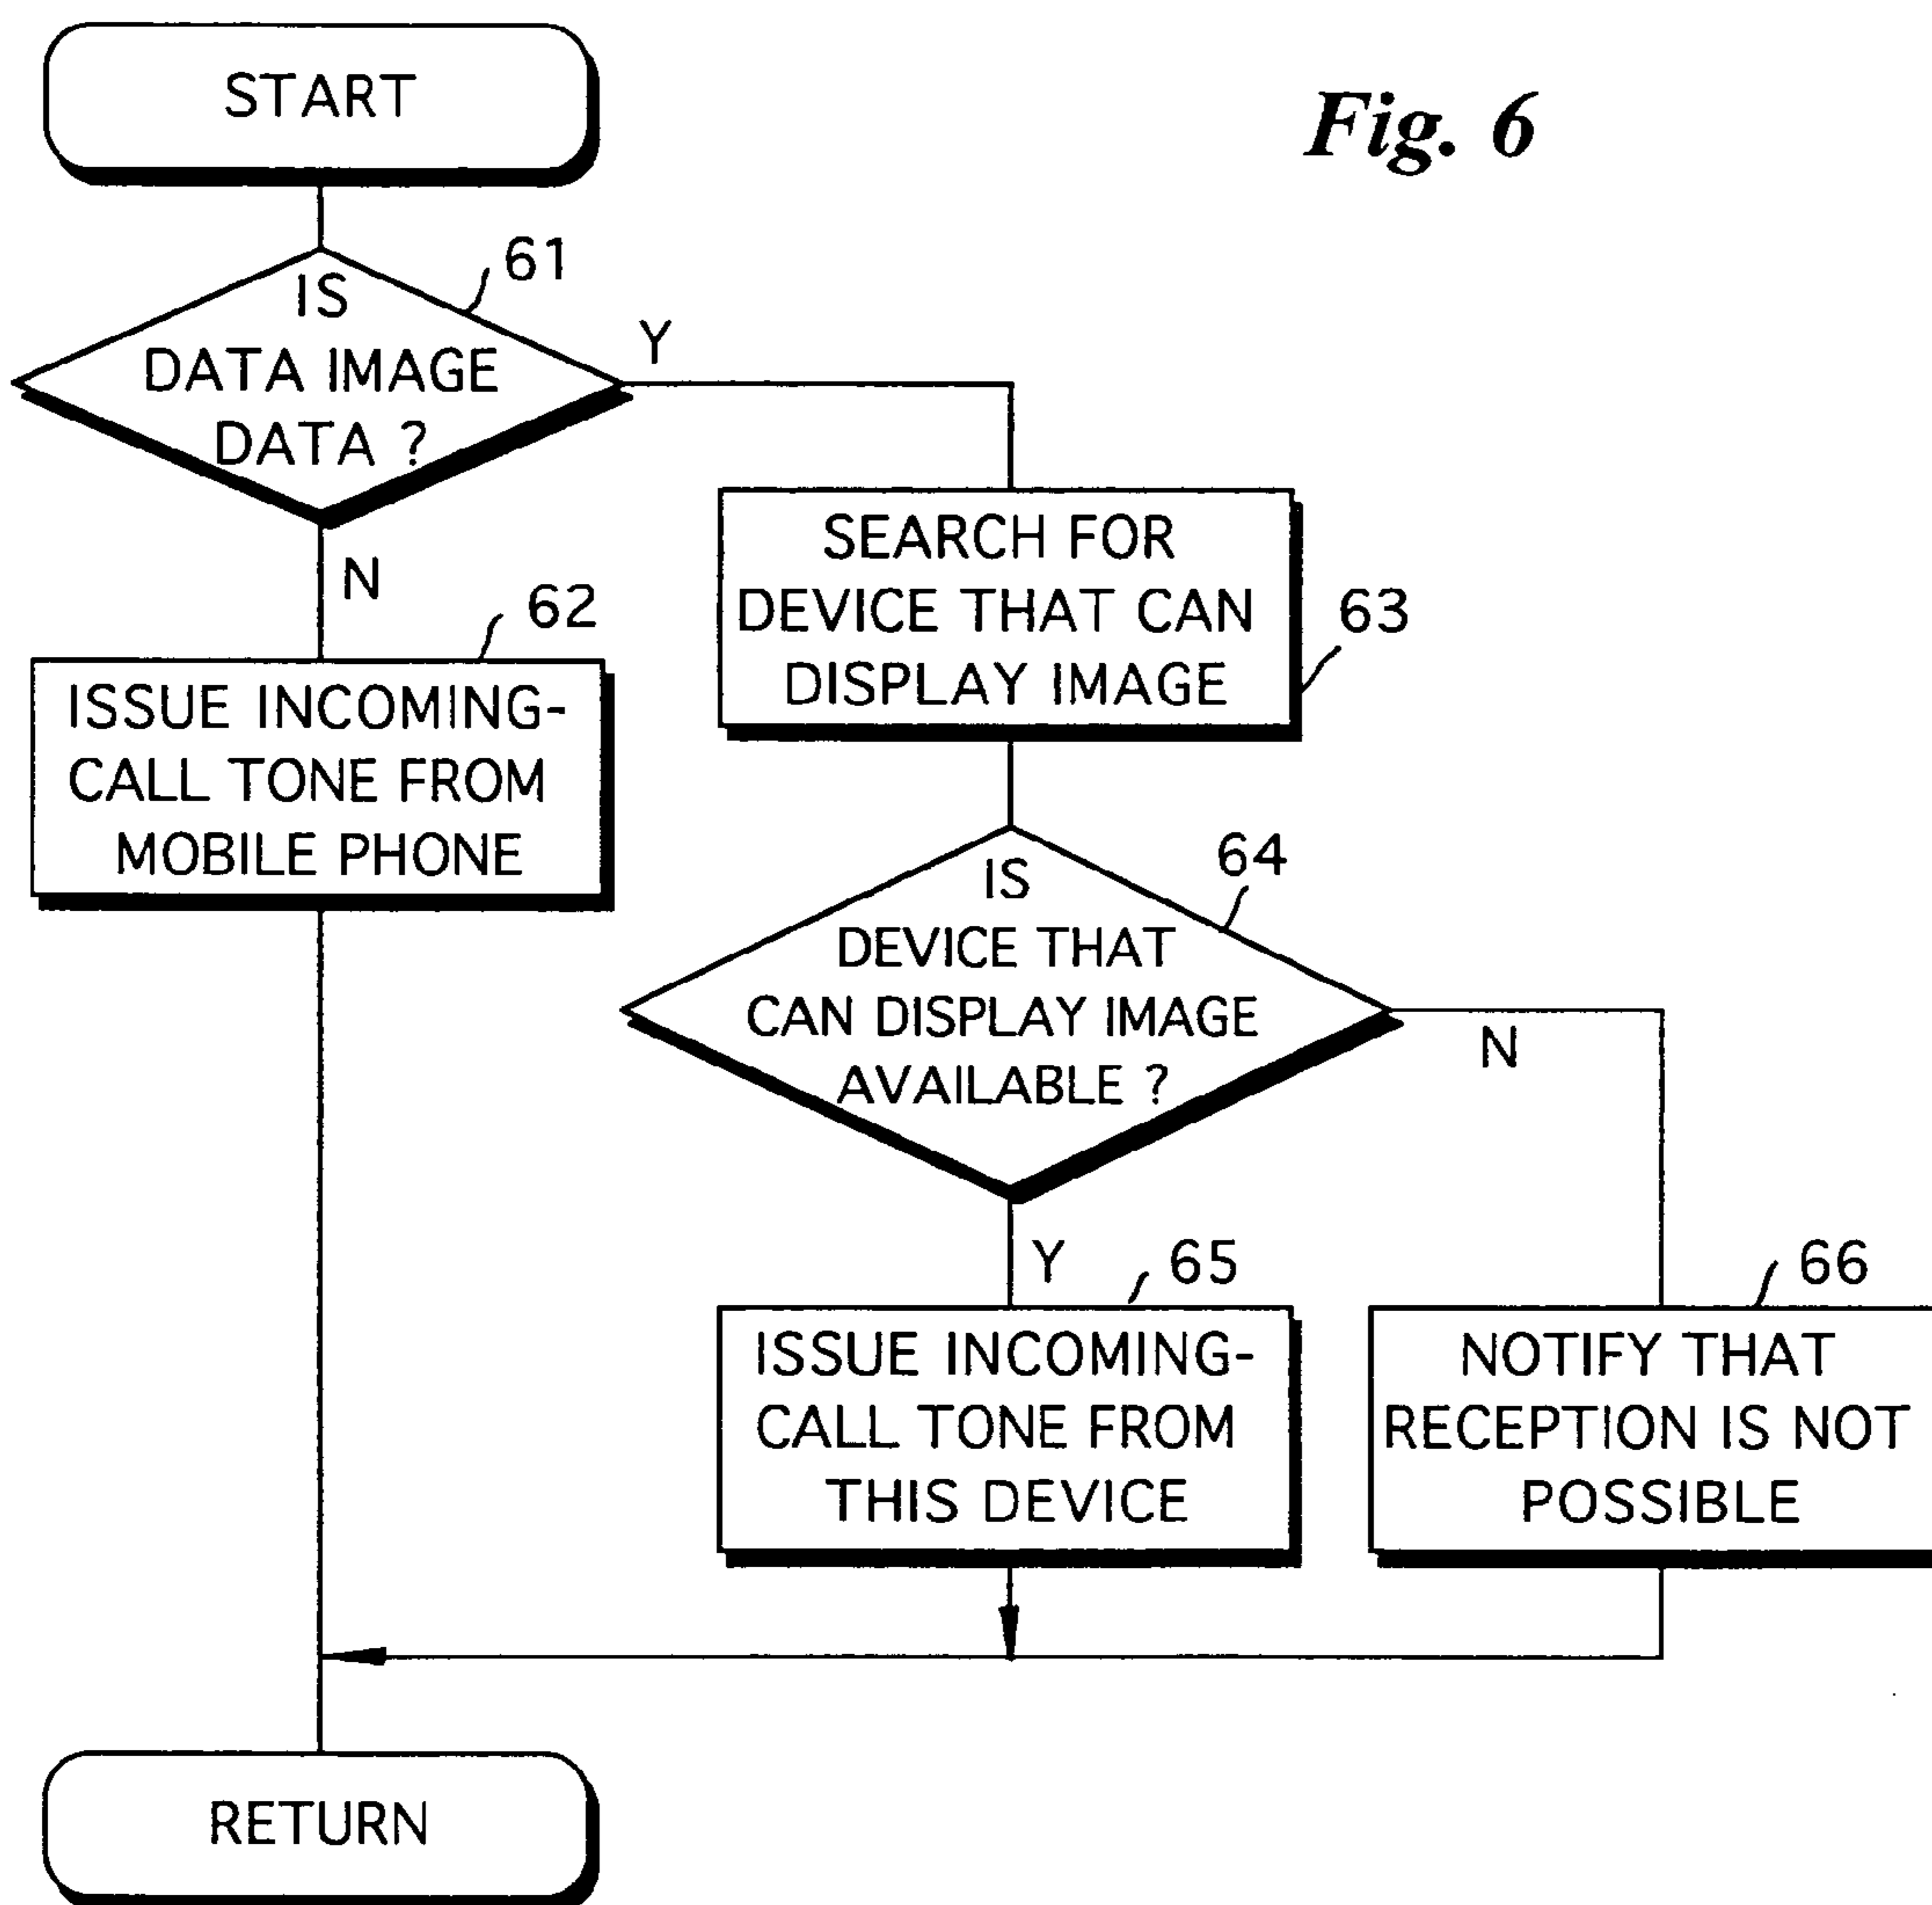 START
Fig. 6
61
IS
DATA IMAGE
DATA ?
Y
N
62
ISSUE INCOMING-
CALL TONE FROM
MOBILE PHONE
SEARCH FOR
DEVICE THAT CAN
DISPLAY IMAGE
63
64
IS
DEVICE THAT
CAN DISPLAY IMAGE
AVAILABLE ?
N
Y
65
ISSUE INCOMING-
CALL TONE FROM
THIS DEVICE
66
NOTIFY THAT
RECEPTION IS NOT
POSSIBLE
RETURN